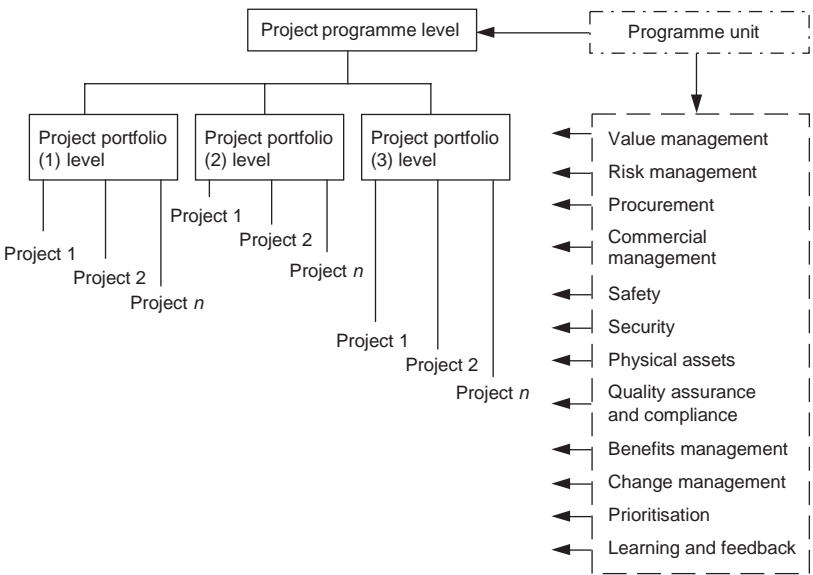 Project programme level
Programme unit
Project portfolio
(1) level
Project portfolio
(2) level
Project portfolio
(3) level
Project 1
Project 2
Project n
Project 1
Project 2
Project n
Project 1
Project 2
Project n
Value management
Risk management
Procurement
Commercial
management
Safety
Security
Physical assets
Quality assurance
and compliance
Benefits management
Change management
Prioritisation
Learning and feedback